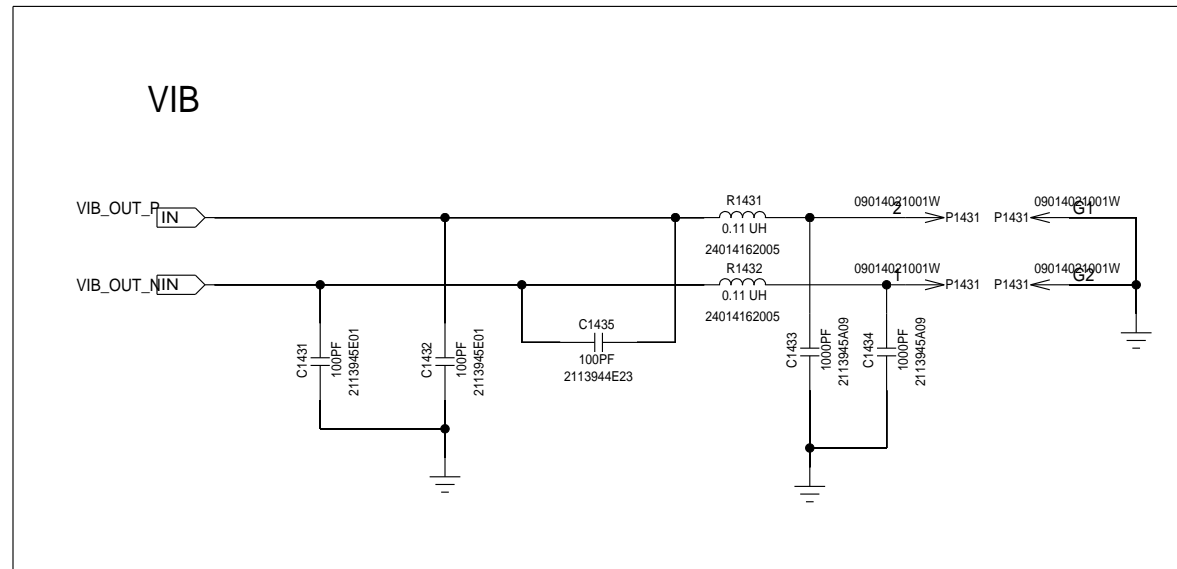 VIB
VIB_OUT_P
IN
R1431
0.11 UH
24014162005
09014021001W
2
P1431
P1431
09014021001W
G1
VIB_OUT_N
IN
R1432
0.11 UH
24014162005
09014021001W
1
P1431
P1431
09014021001W
G2
C1431
100PF
2113945E01
C1432
100PF
2113945E01
C1435
100PF
2113944E23
C1433
1000PF
2113945A09
C1434
1000PF
2113945A09